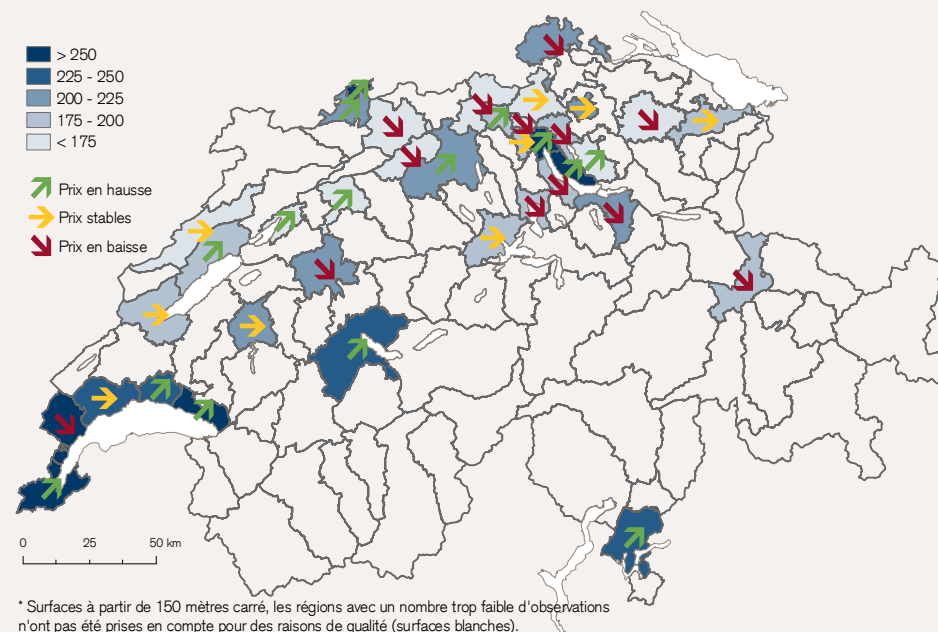 > 250
225 - 250
200 - 225
175 - 200
< 175
Prix en hausse
Prix stables
Prix en baisse
0 25 50 km
* Surfaces à partir de 150 mètres carré, les régions avec un nombre trop faible d'observations
n'ont pas été prises en compte pour des raisons de qualité (surfaces blanches).